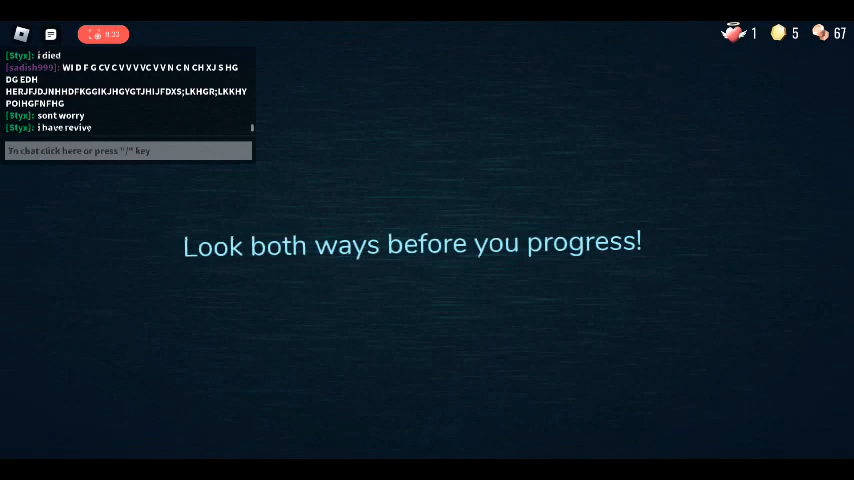 8:33
1
5
67
[Styx]: i died
[sadish999]: WI D F G CV C V V V VC V V N C N CH XJ S HG
DG EDH
HERJFJDJNHHDFKGGIKJHGYGTJHIJFDXS;LKHGR;LKKHY
POIHGFNFHG
[Styx]: sont worry
[Styx]: i have revive
To chat click here or press "/" key
Look both ways before you progress!